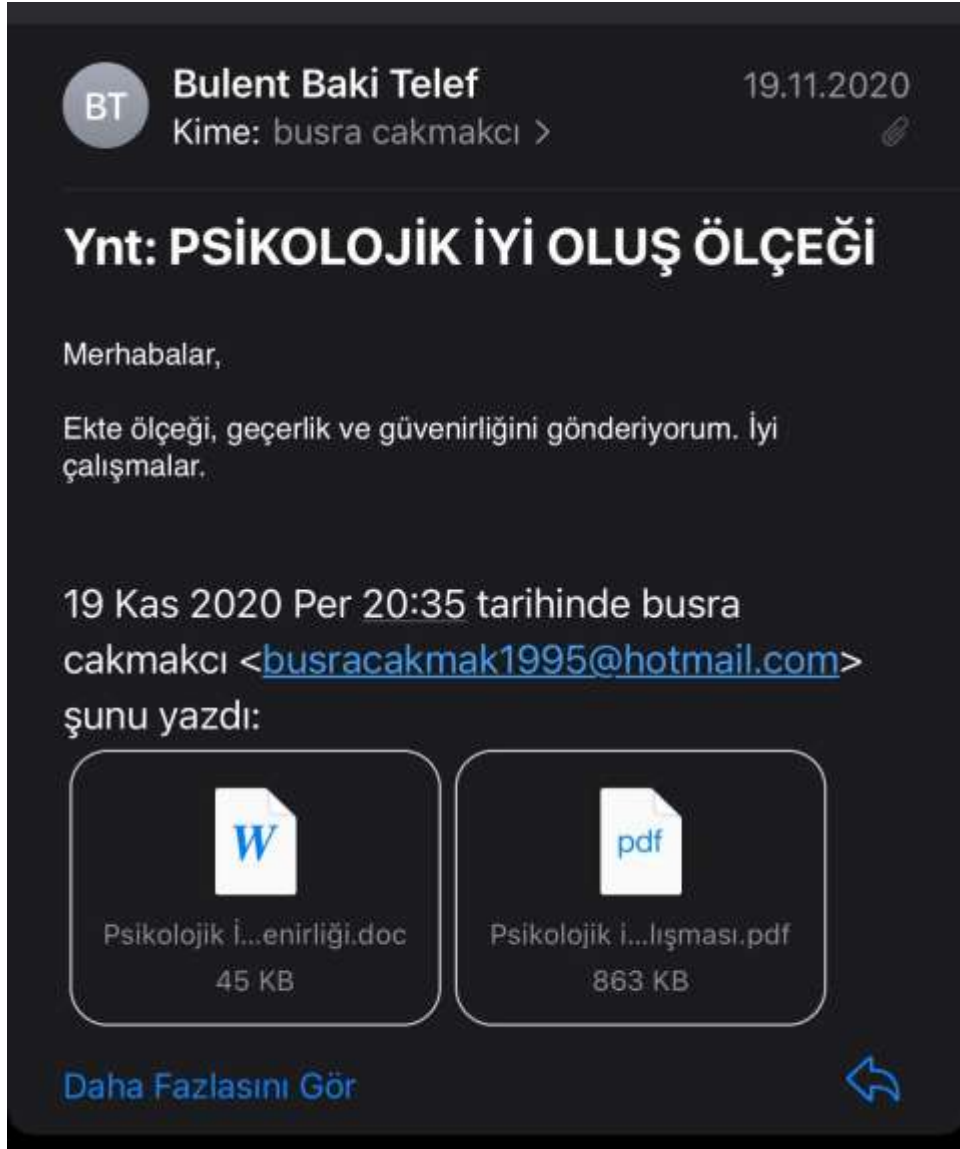 BT
Bulent Baki Telef
19.11.2020
Kime: busra cakmakcı >
Ynt: PSİKOLOJİK İYİ OLUŞ ÖLÇEĞİ
Merhabalar,
Ekte ölçeği, geçerlik ve güvenirliğini gönderiyorum. İyi
çalışmalar.
19 Kas 2020 Per 20:35 tarihinde busra
cakmakcı <busracakmak1995@hotmail.com>
şunu yazdı:
W
pdf
Psikolojik İ...enirliği.doc
Psikolojik i...lışması.pdf
45 KB
863 KB
Daha Fazlasını Gör